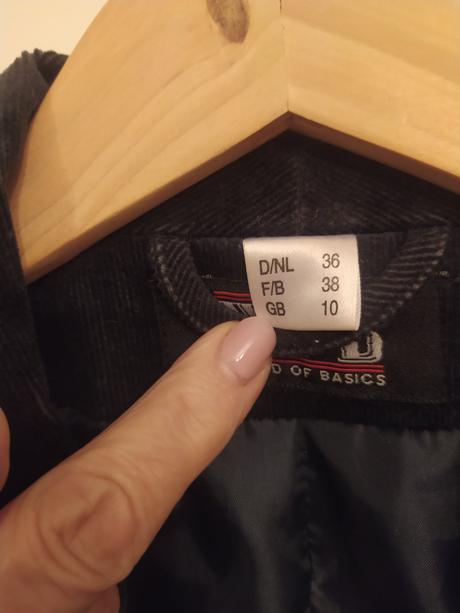 D/NL 36
F/B 38
GB 10
D OF BASICS